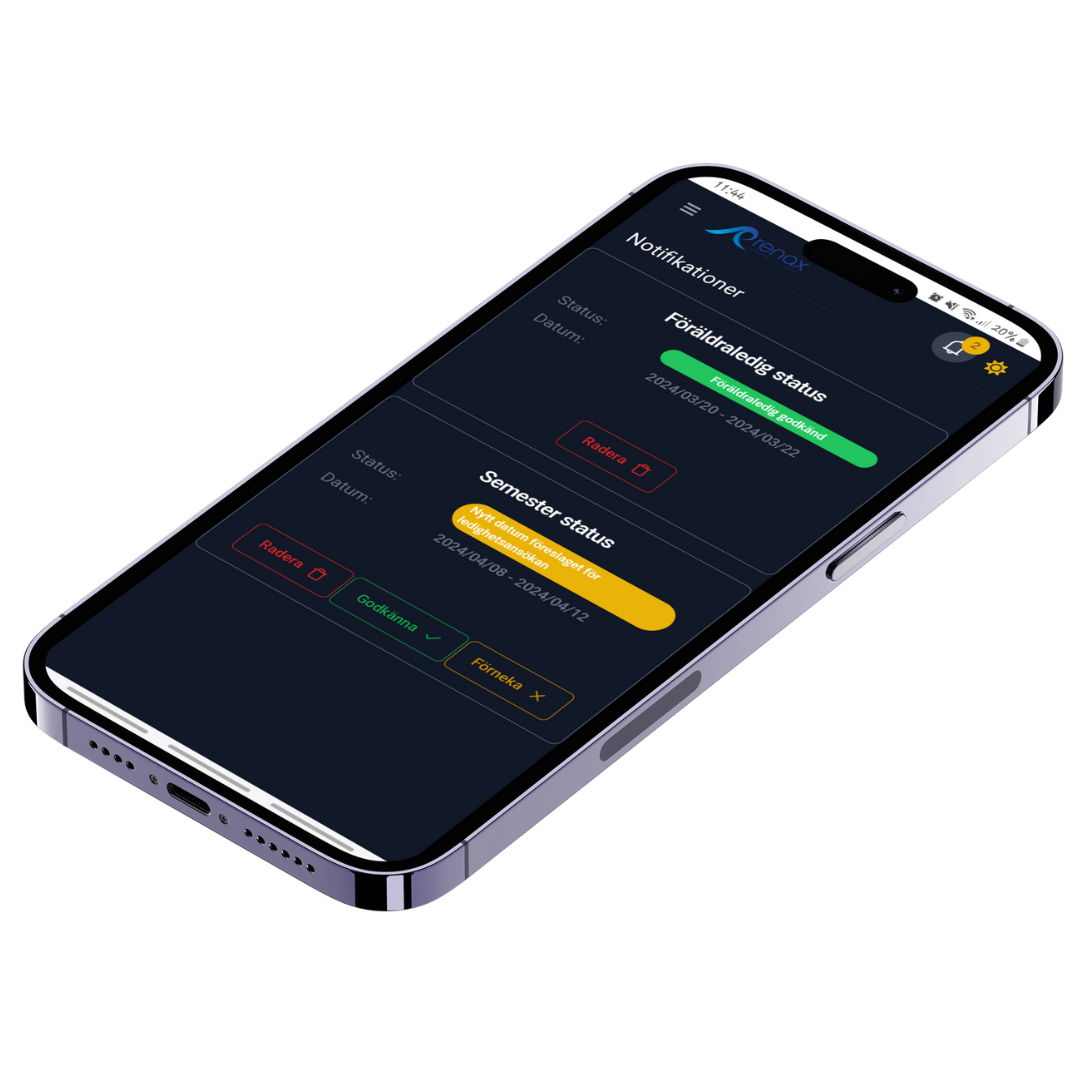 11:44
20%
renax
2
Notifikationer
Föräldraledig status
Status:
Föräldraledig godkänd
Datum:
2024/03/20 - 2024/03/22
Radera
Semester status
Status:
Nytt datum föreslaget för
ledighetsansökan
Datum:
2024/04/08 - 2024/04/12
Radera
Godkänna
Förneka